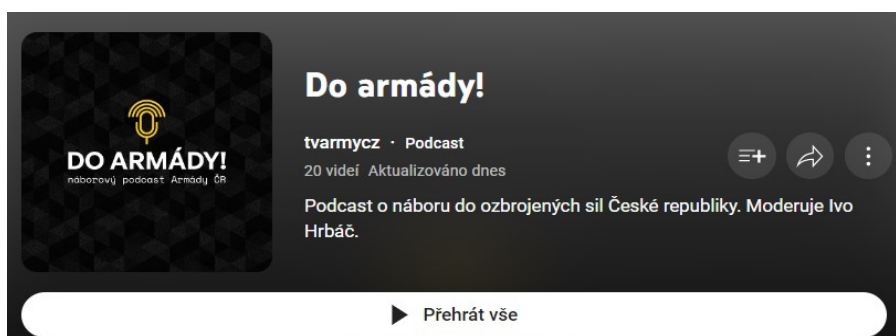 DO ARMÁDY!
náborový podcast Armády ČR
Do armády!
tvarmycz · Podcast
20 videí Aktualizováno dnes
Podcast o náboru do ozbrojených sil České republiky. Moderuje Ivo
Hrbáč.
Přehrát vše